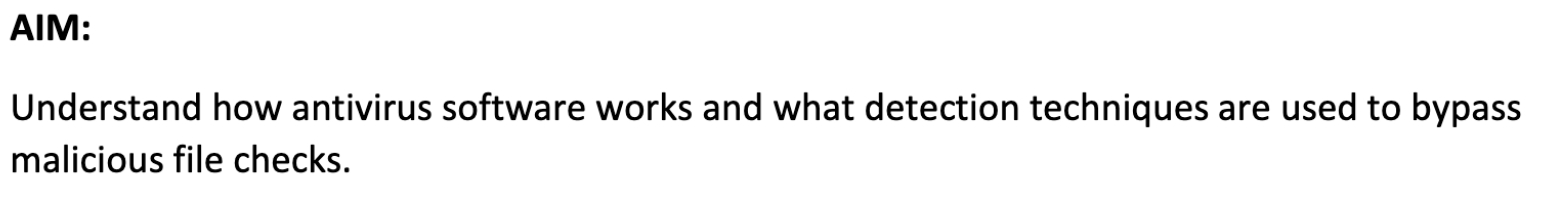 AIM:
Understand how antivirus software works and what detection techniques are used to bypass
malicious file checks.